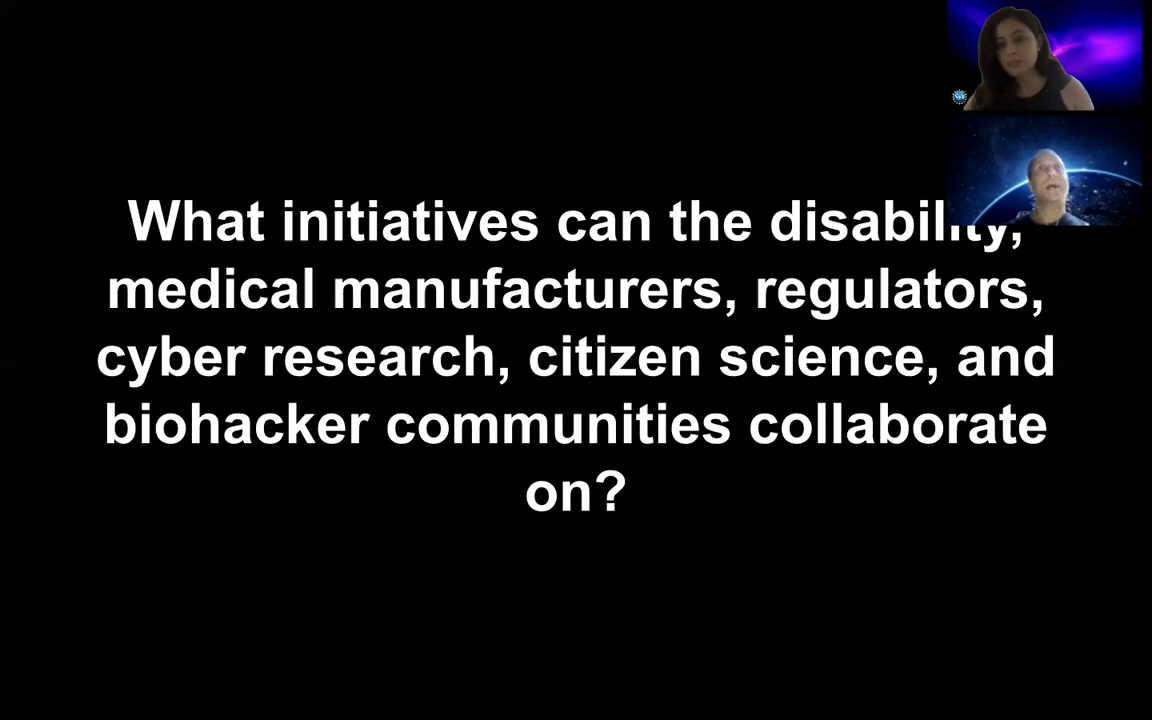 What initiatives can the disability,
medical manufacturers, regulators,
cyber research, citizen science, and
biohacker communities collaborate
on?